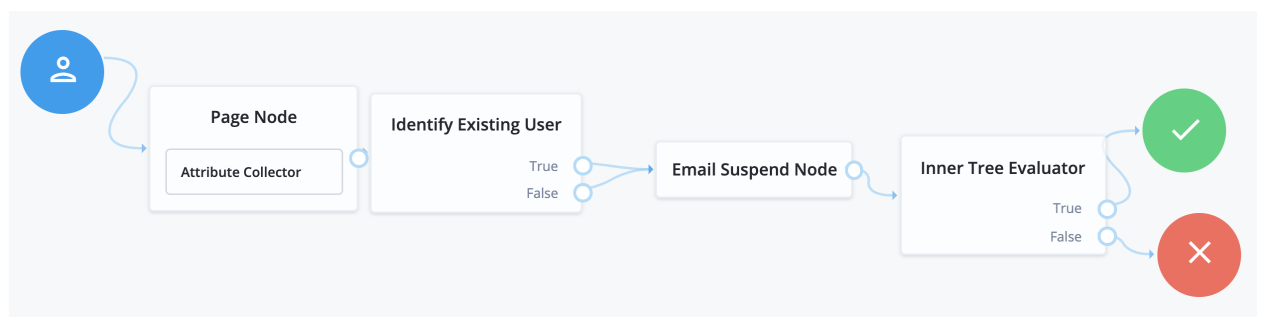 Page Node
Attribute Collector
Identify Existing User
True
False
Email Suspend Node
Inner Tree Evaluator
True
False